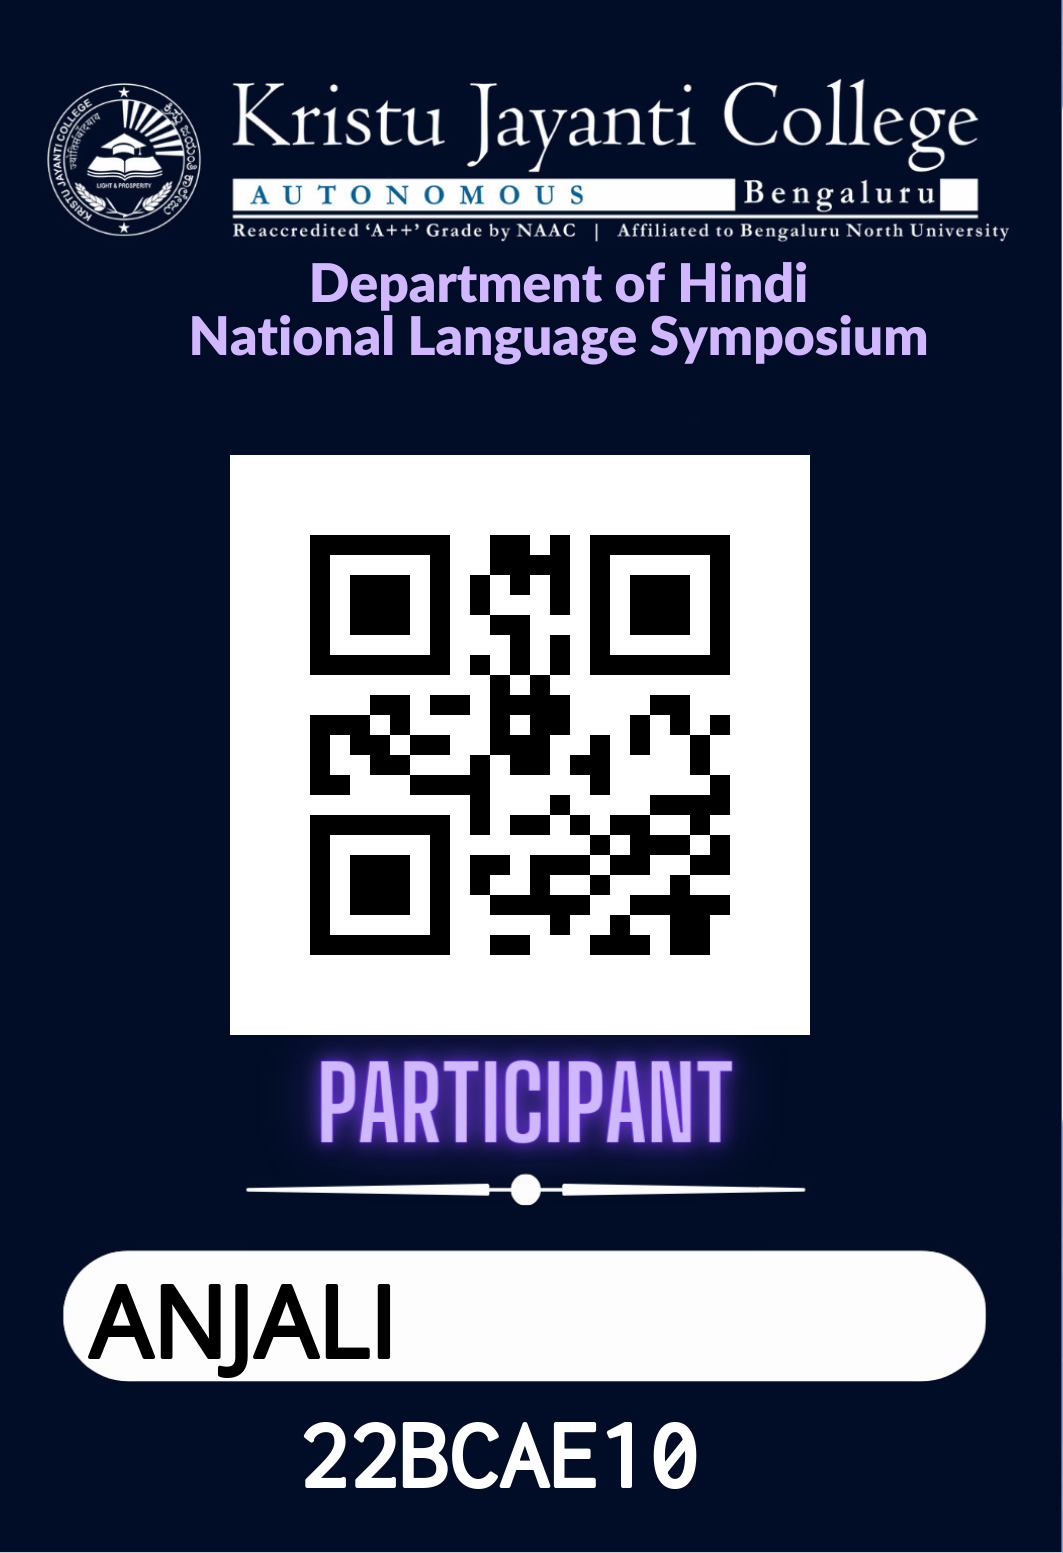 Kristu Jayanti College
AUTONOMOUS Bengaluru
Reaccredited ‘A++’ Grade by NAAC | Affiliated to Bengaluru North University
KRISTU JAYANTI COLLEGE
LIGHT & PROSPERITY
Department of Hindi
National Language Symposium
PARTICIPANT
ANJALI
22BCAE10